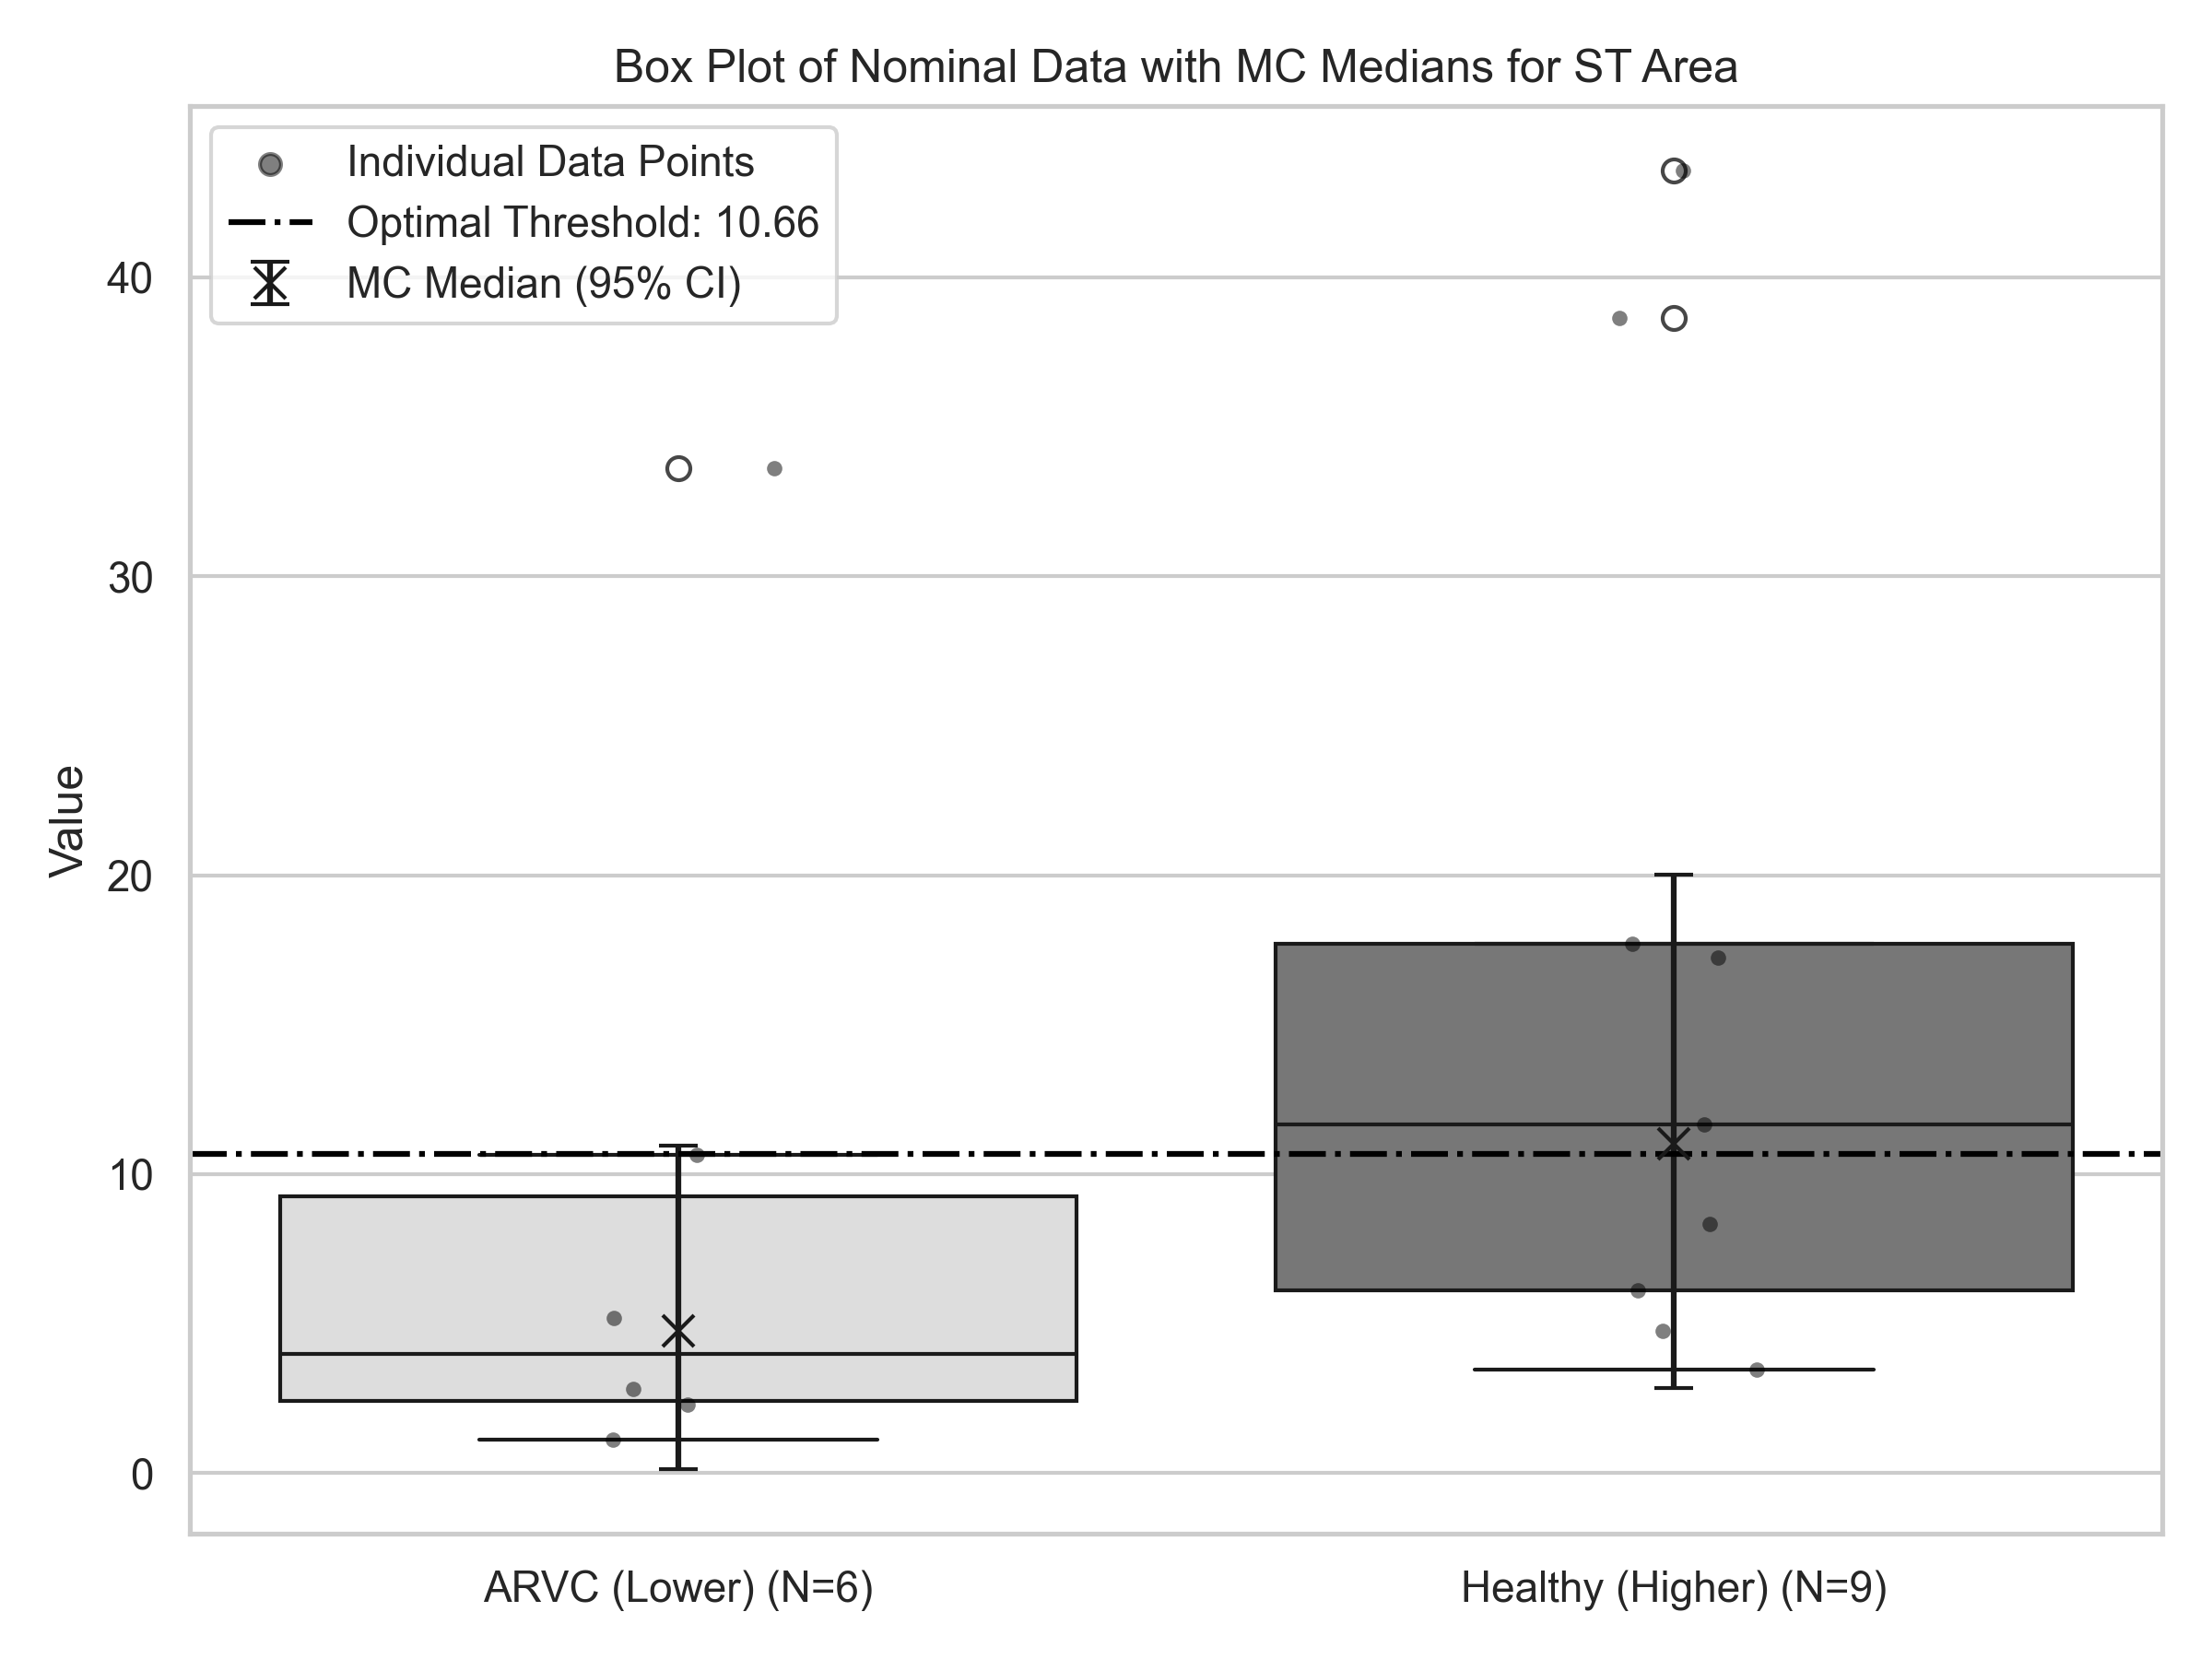 Box Plot of Nominal Data with MC Medians for ST Area
Individual Data Points
Optimal Threshold: 10.66
MC Median (95% CI)
40
30
20
10
0
Value
ARVC (Lower) (N=6)
Healthy (Higher) (N=9)